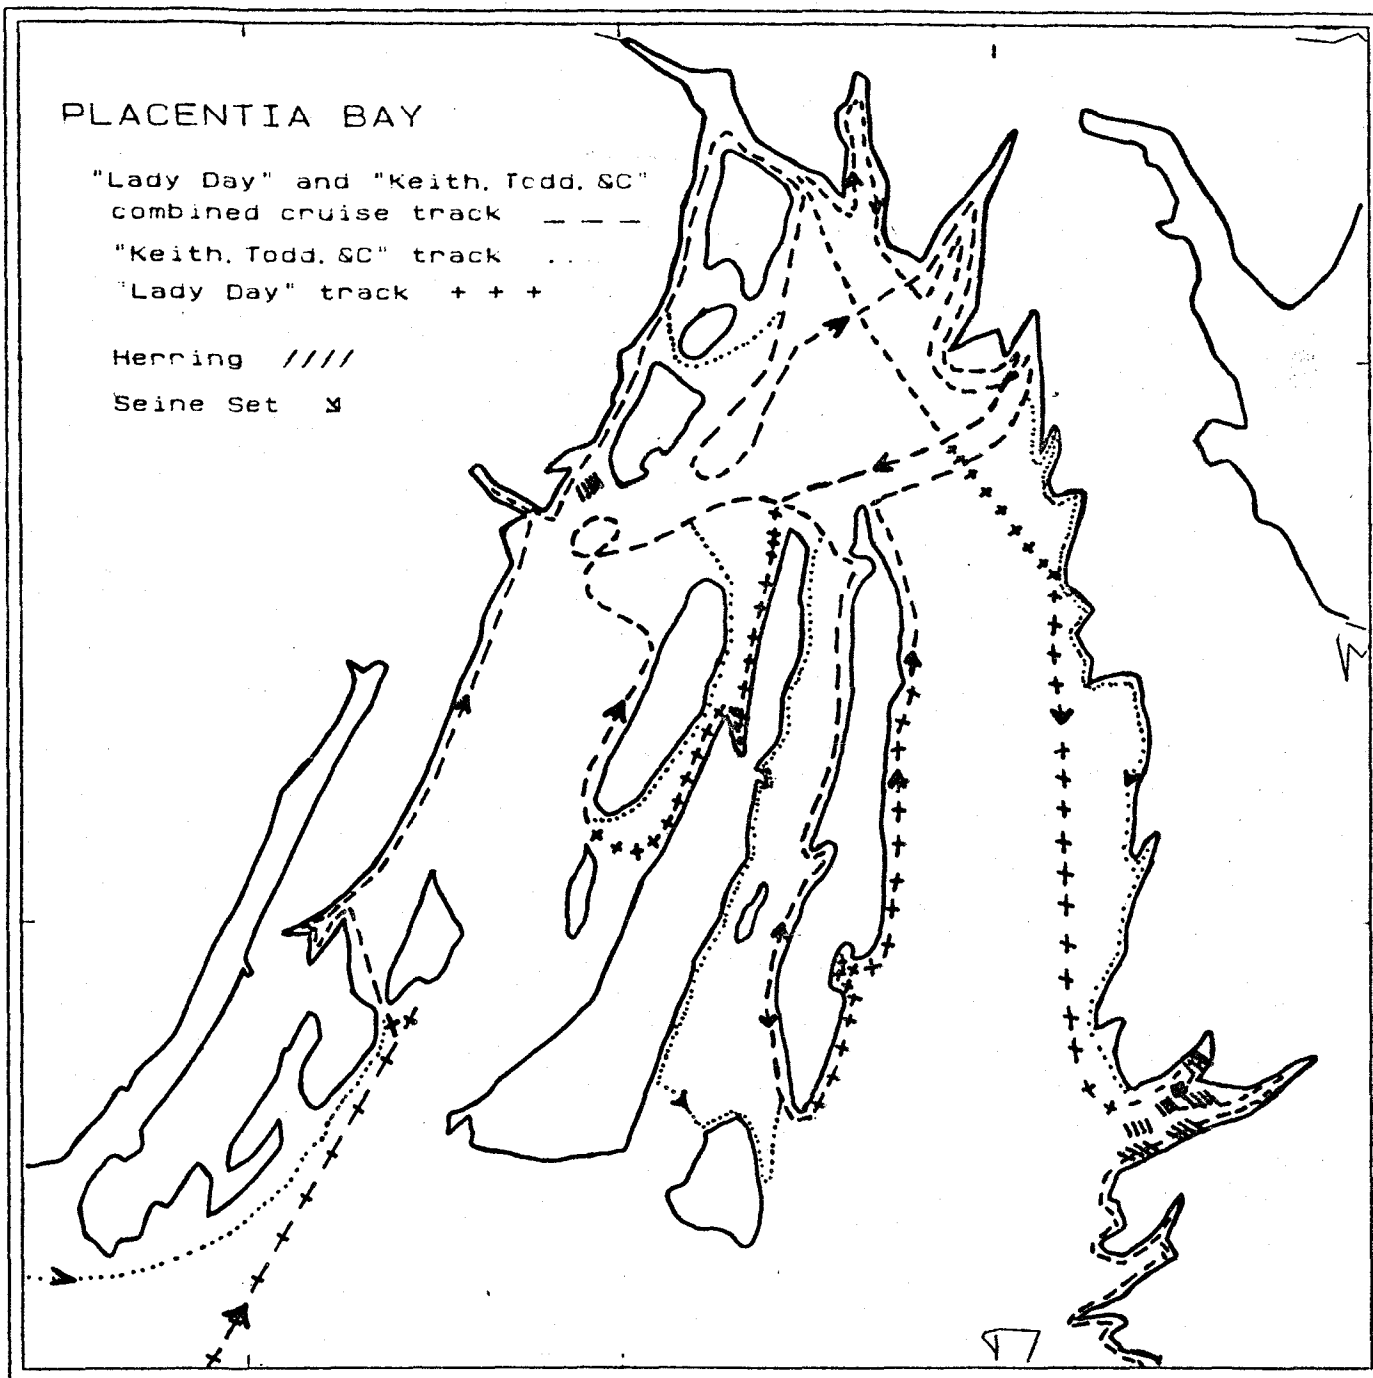 PLACENTIA BAY
"Lady Day" and "Keith, Todd, &C"
combined cruise track _ _ _
"Keith, Todd, &C" track ....
"Lady Day" track + + +
Herring ////
Seine Set